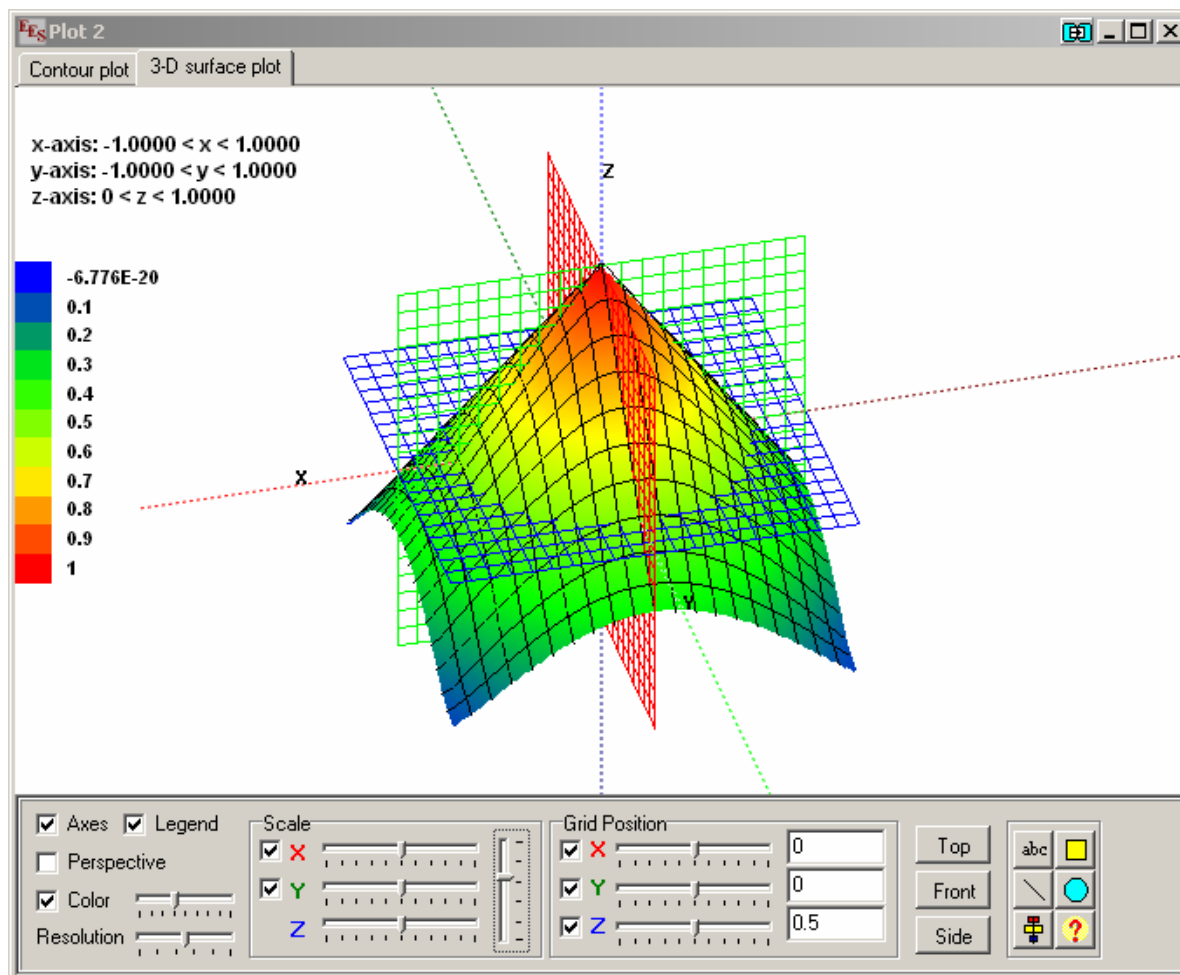 EES Plot 2
Contour plot 3-D surface plot
x-axis: -1.0000 < x < 1.0000
y-axis: -1.0000 < y < 1.0000
z-axis: 0 < z < 1.0000
Z
-6.776E-20
0.1
0.2
0.3
0.4
0.5
0.6
0.7
0.8
0.9
1
X
Y
Axes Legend
Perspective
Color
Resolution
Scale
X
Y
Z
Grid Position
X 0
Y 0
Z 0.5
Top
Front
Side
abc
?